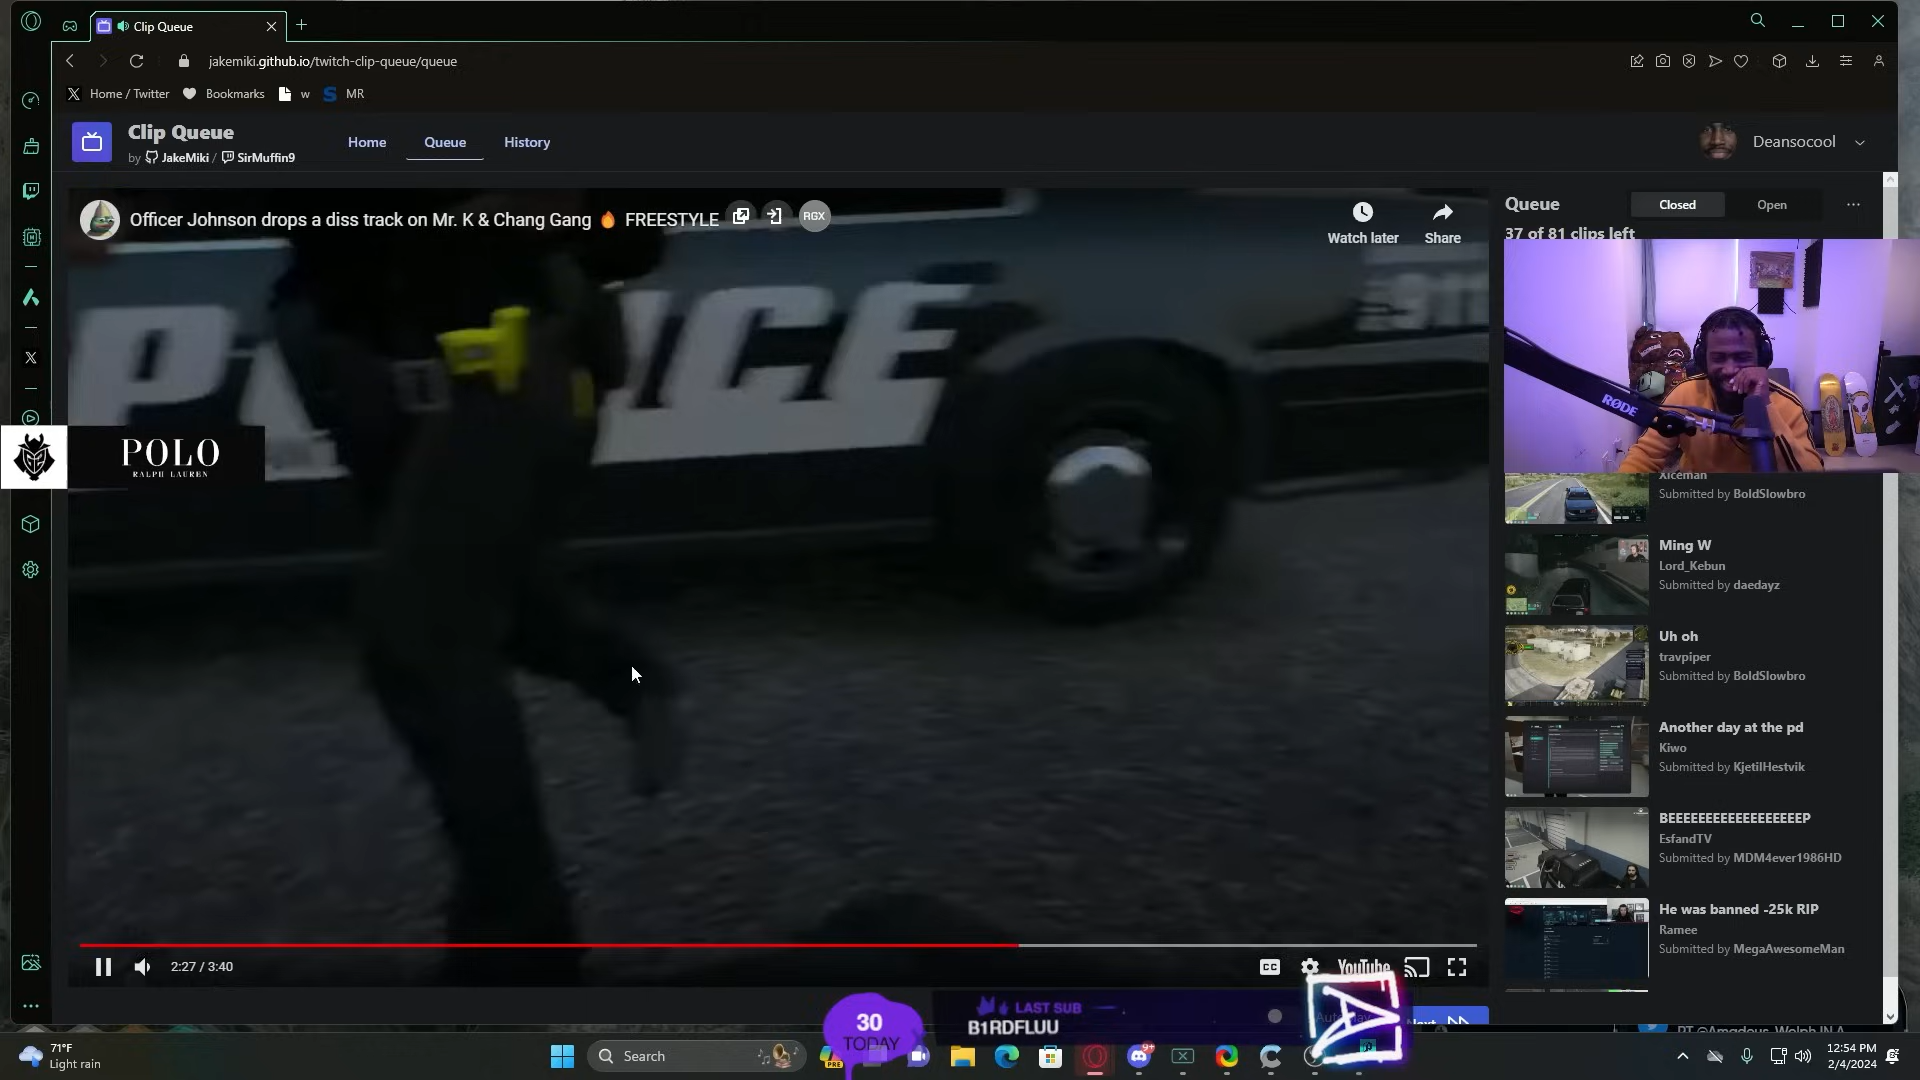 Clip Queue
jakemiki.github.io/twitch-clip-queue/queue
Home / Twitter
Bookmarks
w
MR
Clip Queue
by JakeMiki / SirMuffin9
Home
Queue
History
Deansocool
Officer Johnson drops a diss track on Mr. K & Chang Gang 🔥 FREESTYLE
RGX
Watch later
Share
Queue
Closed
Open
37 of 81 clips left
POLICE
RØDE
POLO
RALPH LAUREN
Xiceman
Submitted by BoldSlowbro
Ming W
Lord_Kebun
Submitted by daedayz
Uh oh
travpiper
Submitted by BoldSlowbro
Another day at the pd
Kiwo
Submitted by KjetilHestvik
BEEEEEEEEEEEEEEEEEEP
EsfandTV
Submitted by MDM4ever1986HD
He was banned -25k RIP
Ramee
Submitted by MegaAwesomeMan
2:27 / 3:40
CC
YouTube
LAST SUB
B1RDFLUU
30
TODAY
Next
71°F
Light rain
Search
PRE
9+
12:54 PM
2/4/2024